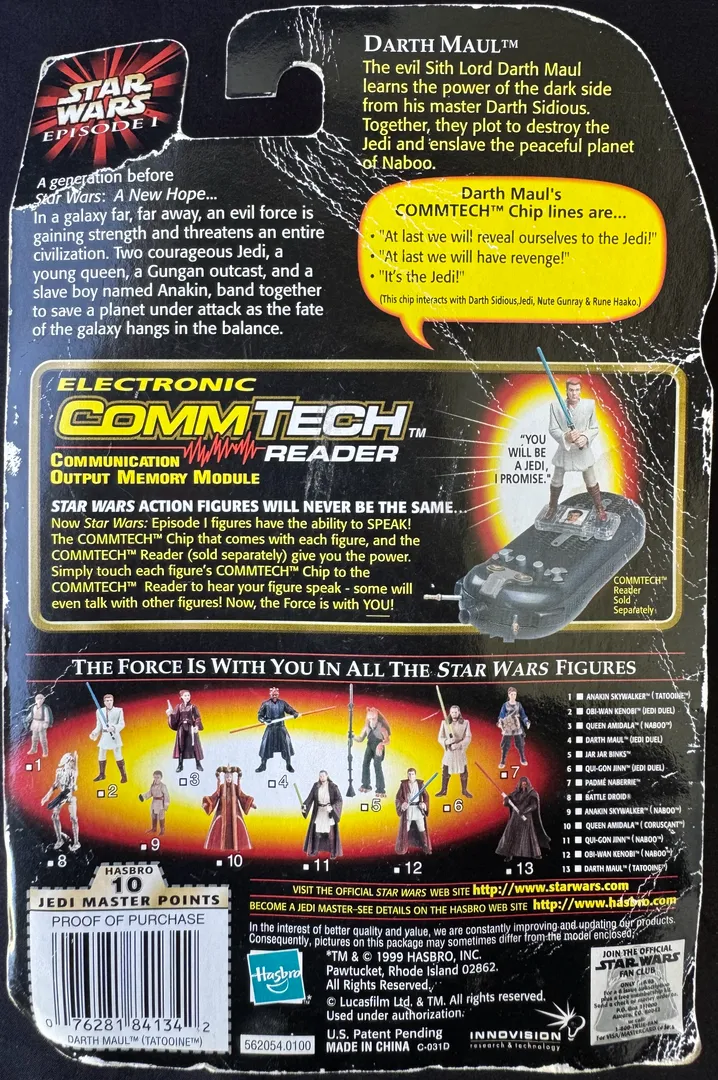 STAR
WARS
EPISODE I
A generation before
Star Wars: A New Hope...
In a galaxy far, far away, an evil force is
gaining strength and threatens an entire
civilization. Two courageous Jedi, a
young queen, a Gungan outcast, and a
slave boy named Anakin, band together
to save a planet under attack as the fate
of the galaxy hangs in the balance.
DARTH MAUL™
The evil Sith Lord Darth Maul
learns the power of the dark side
from his master Darth Sidious.
Together, they plot to destroy the
Jedi and enslave the peaceful planet
of Naboo.
Darth Maul's
COMMTECH™ Chip lines are...
• "At last we will reveal ourselves to the Jedi!"
• "At last we will have revenge!"
• "It's the Jedi!"
(This chip interacts with Darth Sidious,Jedi, Nute Gunray & Rune Haako.)
ELECTRONIC
COMMTECH™
READER
COMMUNICATION
OUTPUT MEMORY MODULE
STAR WARS ACTION FIGURES WILL NEVER BE THE SAME...
Now Star Wars: Episode I figures have the ability to SPEAK!
The COMMTECH™ Chip that comes with each figure, and the
COMMTECH™ Reader (sold separately) give you the power.
Simply touch each figure's COMMTECH™ Chip to the
COMMTECH™ Reader to hear your figure speak - some will
even talk with other figures! Now, the Force is with YOU!
"YOU
WILL BE
A JEDI,
I PROMISE."
COMMTECH™
Reader
Sold
Separately
THE FORCE IS WITH YOU IN ALL THE STAR WARS FIGURES
1
2
3
4
5
6
7
8
9
10
11
12
13
1 ANAKIN SKYWALKER™ (TATOOINE™)
2 OBI-WAN KENOBI™ (JEDI DUEL)
3 QUEEN AMIDALA™ (NABOO™)
4 DARTH MAUL™ (JEDI DUEL)
5 JAR JAR BINKS™
6 QUI-GON JINN™ (JEDI DUEL)
7 PADMÉ NABERRIE™
8 BATTLE DROID™
9 ANAKIN SKYWALKER™ (NABOO™)
10 QUEEN AMIDALA™ (CORUSCANT™)
11 QUI-GON JINN™ (NABOO™)
12 OBI-WAN KENOBI™ (NABOO™)
13 DARTH MAUL™ (TATOOINE™)
HASBRO
10
JEDI MASTER POINTS
PROOF OF PURCHASE
0 76281 84134 2
DARTH MAUL™ (TATOOINE)
VISIT THE OFFICIAL STAR WARS WEB SITE http://www.starwars.com
BECOME A JEDI MASTER–SEE DETAILS ON THE HASBRO WEB SITE http://www.hasbro.com
In the interest of better quality and value, we are constantly improving and updating our products.
Consequently, pictures on this package may sometimes differ from the model enclosed.
Hasbro
*TM & © 1999 HASBRO, INC.
Pawtucket, Rhode Island 02862.
All Rights Reserved.
© Lucasfilm Ltd. & TM. All rights reserved.
Used under authorization.
U.S. Patent Pending
MADE IN CHINA C-031D
562054.0100
INNOVISION
research & technology
JOIN THE OFFICIAL
STAR WARS
FAN CLUB